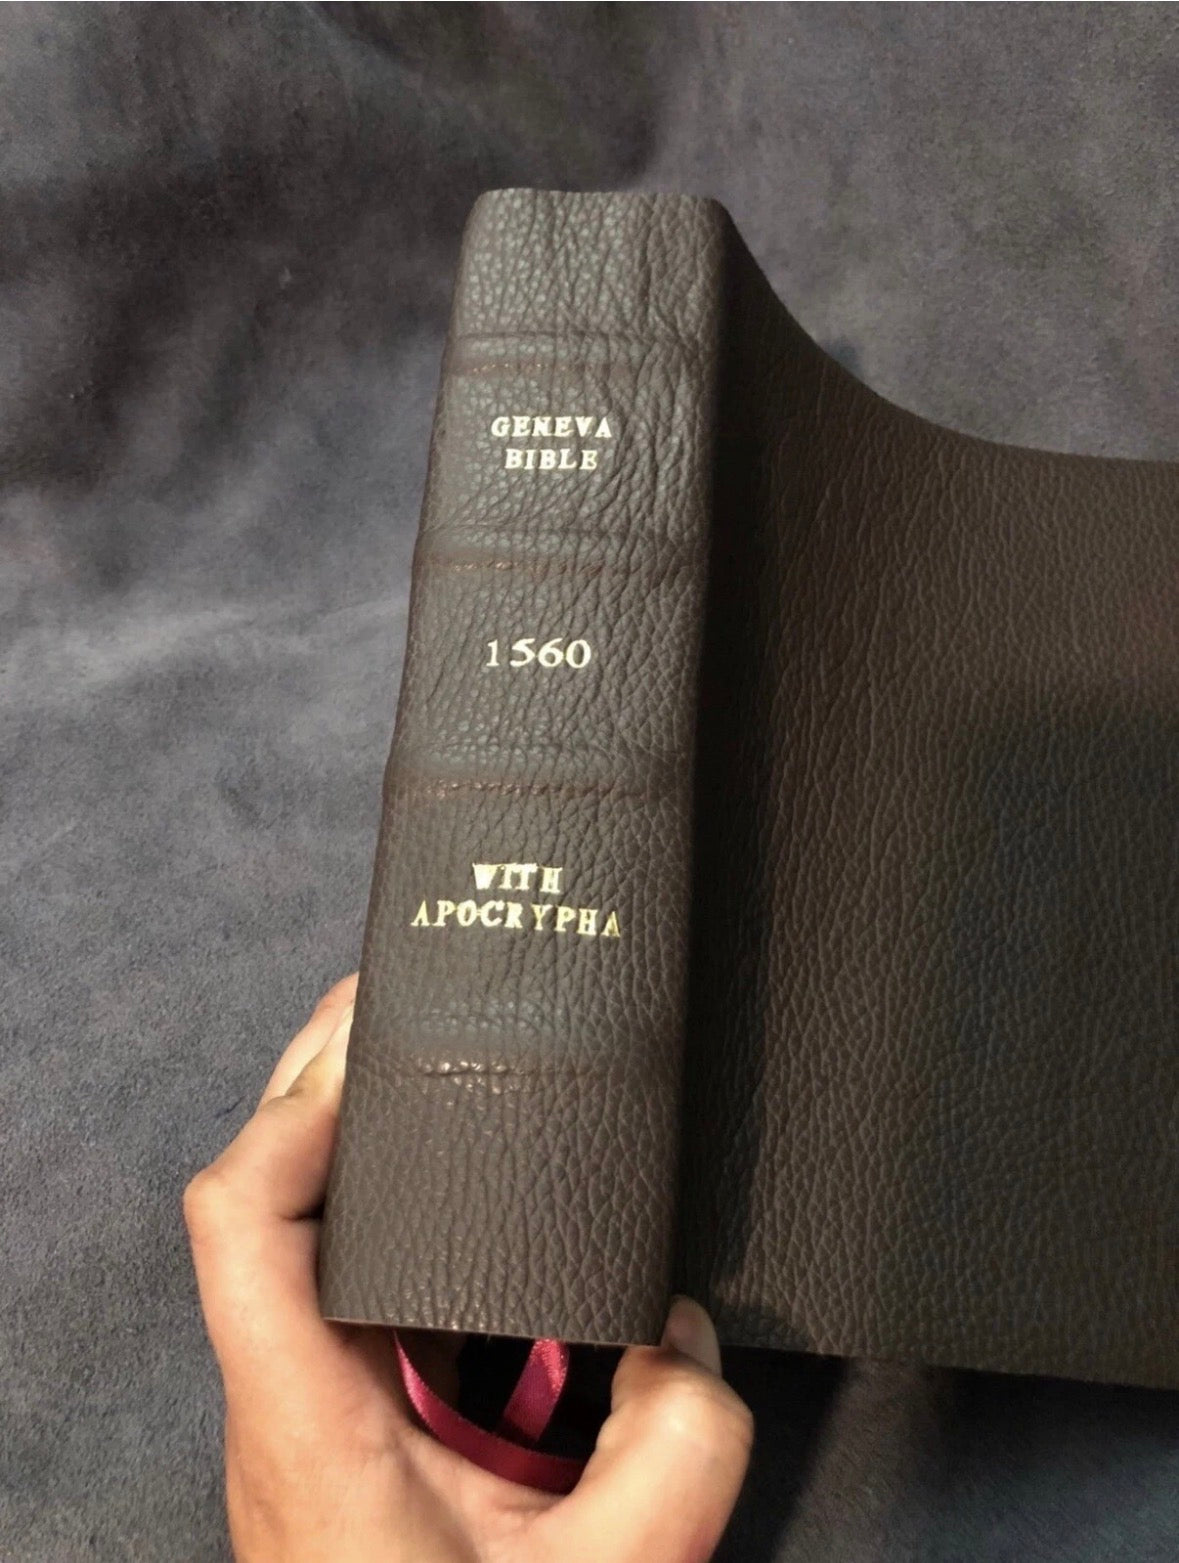 GENEVA
BIBLE
1560
WITH
APOCRYPHA